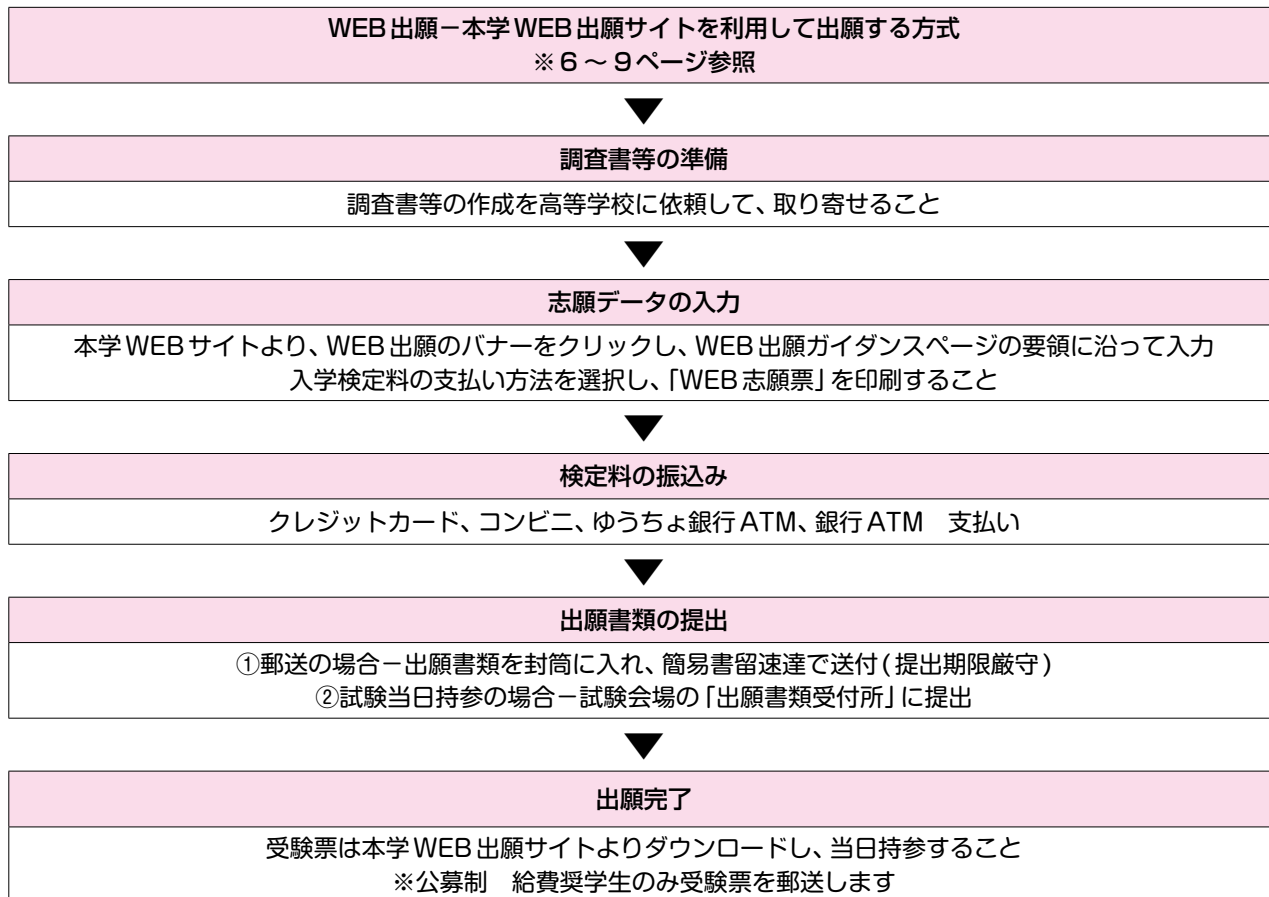 WEB出願－本学WEB出願サイトを利用して出願する方式
※6～9ページ参照
調査書等の準備
調査書等の作成を高等学校に依頼して、取り寄せること
志願データの入力
本学WEBサイトより、WEB出願のバナーをクリックし、WEB出願ガイダンスページの要領に沿って入力
入学検定料の支払い方法を選択し、「WEB志願票」を印刷すること
検定料の振込み
クレジットカード、コンビニ、ゆうちょ銀行ATM、銀行ATM　支払い
出願書類の提出
①郵送の場合－出願書類を封筒に入れ、簡易書留速達で送付(提出期限厳守)
②試験当日持参の場合－試験会場の「出願書類受付所」に提出
出願完了
受験票は本学WEB出願サイトよりダウンロードし、当日持参すること
※公募制　給費奨学生のみ受験票を郵送します